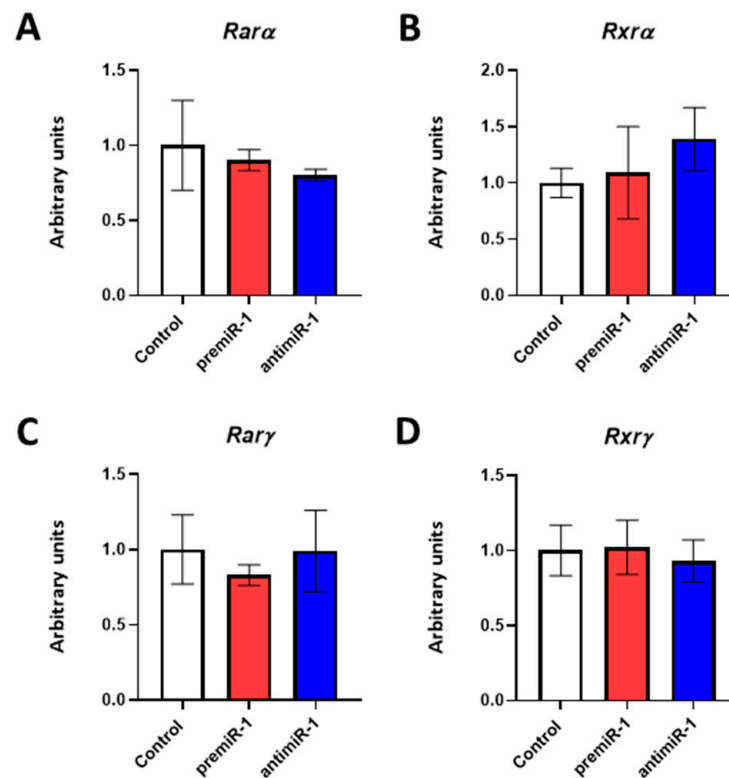 A
Rarα
1.5
1.0
0.5
0.0
Arbitrary units
Control
premiR-1
antimiR-1
B
Rxrα
2.0
1.5
1.0
0.5
0.0
Arbitrary units
Control
premiR-1
antimiR-1
C
Rarγ
1.5
1.0
0.5
0.0
Arbitrary units
Control
premiR-1
antimiR-1
D
Rxrγ
1.5
1.0
0.5
0.0
Arbitrary units
Control
premiR-1
antimiR-1